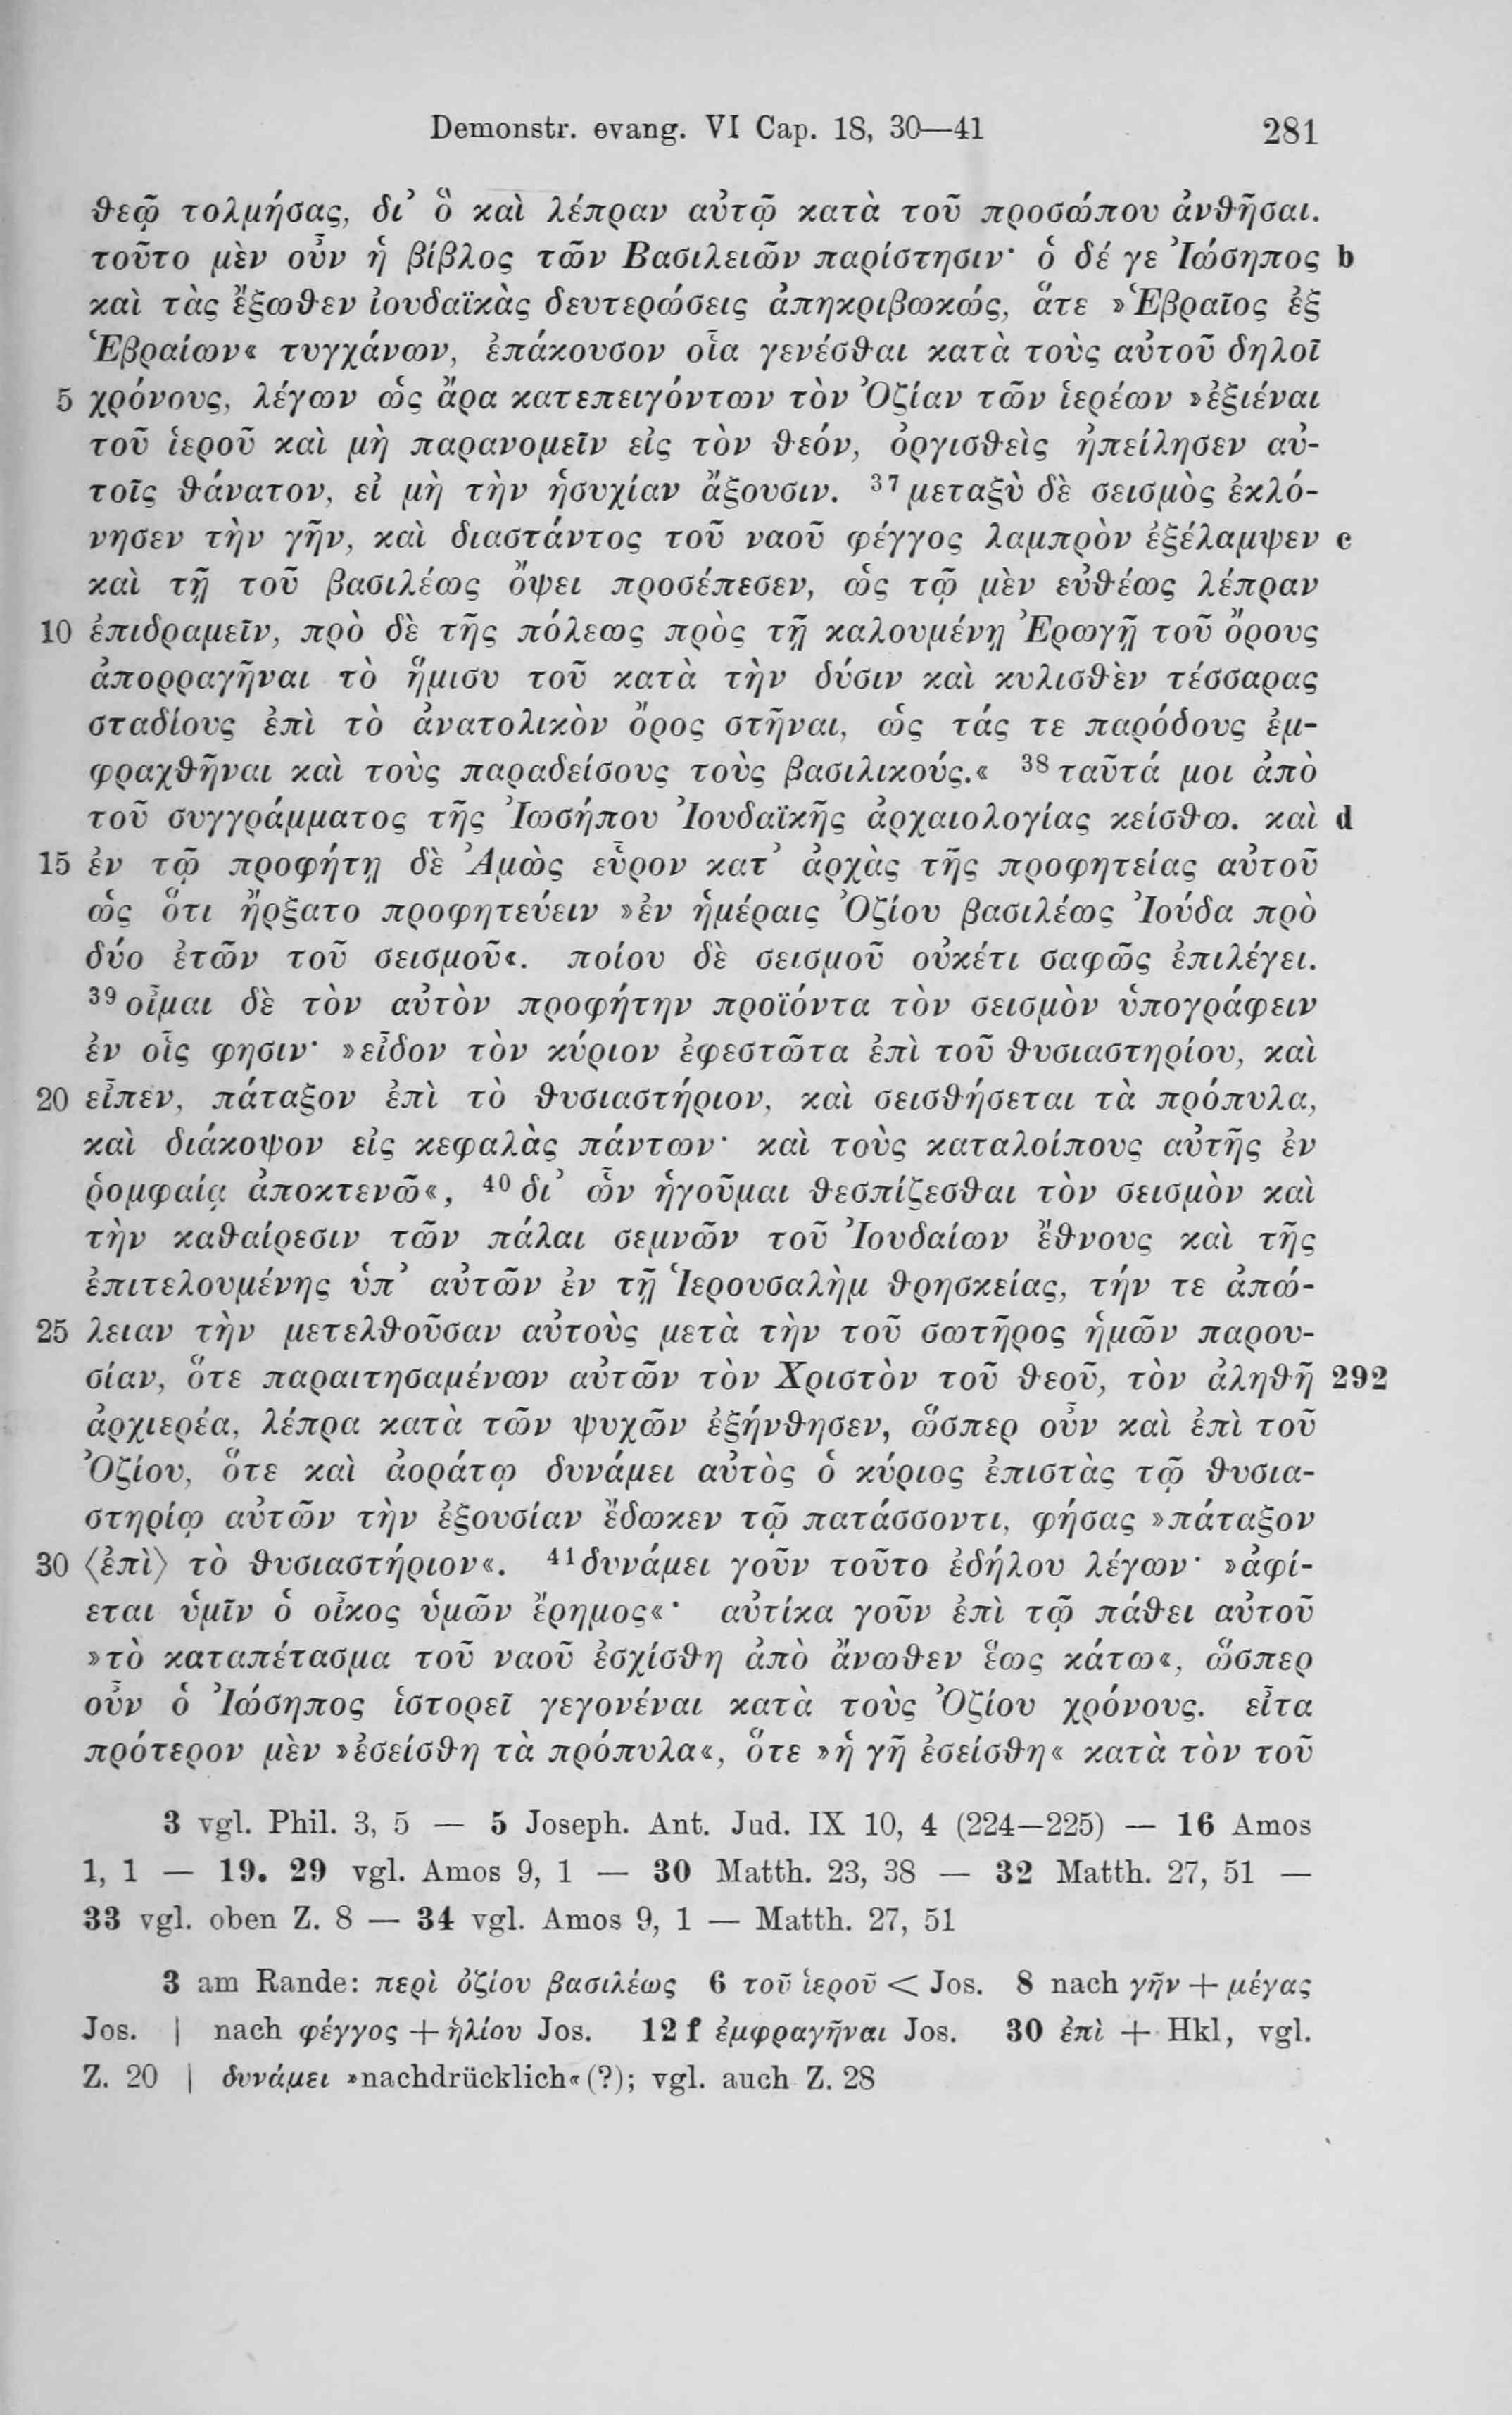 Demonstr. evang. VI Cap. 18, 30—41 281
θεῷ τολμήσας, δι' ὃ καὶ λέπραν αὐτῷ κατὰ τοῦ προσώπου ἀνθῆσαι.
τοῦτο μὲν οὖν ἡ βίβλος τῶν Βασιλειῶν παρίστησιν· ὁ δέ γε Ἰώσηπος b
καὶ τὰς ἔξωθεν ἰουδαϊκὰς δευτερώσεις ἀπηκριβωκώς, ἅτε »Ἑβραῖος ἐξ
Ἑβραίων« τυγχάνων, ἐπάκουσον οἷα γενέσθαι κατὰ τοὺς αὐτοῦ δηλοῖ
5 χρόνους, λέγων ὡς ἄρα κατεπειγόντων τὸν Ὀζίαν τῶν ἱερέων »ἐξιέναι
τοῦ ἱεροῦ καὶ μὴ παρανομεῖν εἰς τὸν θεόν, ὀργισθεὶς ἠπείλησεν αὐ-
τοῖς θάνατον, εἰ μὴ τὴν ἡσυχίαν ἄξουσιν. ³⁷ μεταξὺ δὲ σεισμὸς ἐκλό-
νησεν τὴν γῆν, καὶ διαστάντος τοῦ ναοῦ φέγγος λαμπρὸν ἐξέλαμψεν c
καὶ τῇ τοῦ βασιλέως ὄψει προσέπεσεν, ὡς τῷ μὲν εὐθέως λέπραν
10 ἐπιδραμεῖν, πρὸ δὲ τῆς πόλεως πρὸς τῇ καλουμένῃ Ἐρωγῇ τοῦ ὄρους
ἀπορραγῆναι τὸ ἥμισυ τοῦ κατὰ τὴν δύσιν καὶ κυλισθὲν τέσσαρας
σταδίους ἐπὶ τὸ ἀνατολικὸν ὄρος στῆναι, ὡς τάς τε παρόδους ἐμ-
φραχθῆναι καὶ τοὺς παραδείσους τοὺς βασιλικούς.« ³⁸ ταῦτά μοι ἀπὸ
τοῦ συγγράμματος τῆς Ἰωσήπου Ἰουδαϊκῆς ἀρχαιολογίας κείσθω. καὶ d
15 ἐν τῷ προφήτῃ δὲ Ἀμὼς εὗρον κατ' ἀρχὰς τῆς προφητείας αὐτοῦ
ὡς ὅτι ἤρξατο προφητεύειν »ἐν ἡμέραις Ὀζίου βασιλέως Ἰούδα πρὸ
δύο ἐτῶν τοῦ σεισμοῦ«. ποίου δὲ σεισμοῦ οὐκέτι σαφῶς ἐπιλέγει.
³⁹ οἶμαι δὲ τὸν αὐτὸν προφήτην προϊόντα τὸν σεισμὸν ὑπογράφειν
ἐν οἷς φησιν· »εἶδον τὸν κύριον ἐφεστῶτα ἐπὶ τοῦ θυσιαστηρίου, καὶ
20 εἶπεν, πάταξον ἐπὶ τὸ θυσιαστήριον, καὶ σεισθήσεται τὰ πρόπυλα,
καὶ διάκοψον εἰς κεφαλὰς πάντων· καὶ τοὺς καταλοίπους αὐτῆς ἐν
ῥομφαίᾳ ἀποκτενῶ«, ⁴⁰ δι' ὧν ἡγοῦμαι θεσπίζεσθαι τὸν σεισμὸν καὶ
τὴν καθαίρεσιν τῶν πάλαι σεμνῶν τοῦ Ἰουδαίων ἔθνους καὶ τῆς
ἐπιτελουμένης ὑπ' αὐτῶν ἐν τῇ Ἱερουσαλὴμ θρησκείας, τήν τε ἀπώ-
25 λειαν τὴν μετελθοῦσαν αὐτοὺς μετὰ τὴν τοῦ σωτῆρος ἡμῶν παρου-
σίαν, ὅτε παραιτησαμένων αὐτῶν τὸν Χριστὸν τοῦ θεοῦ, τὸν ἀληθῆ 292
ἀρχιερέα, λέπρα κατὰ τῶν ψυχῶν ἐξήνθησεν, ὥσπερ οὖν καὶ ἐπὶ τοῦ
Ὀζίου, ὅτε καὶ ἀοράτῳ δυνάμει αὐτὸς ὁ κύριος ἐπιστὰς τῷ θυσια-
στηρίῳ αὐτῶν τὴν ἐξουσίαν ἔδωκεν τῷ πατάσσοντι, φήσας »πάταξον
30 ⟨ἐπὶ⟩ τὸ θυσιαστήριον«. ⁴¹ δυνάμει γοῦν τοῦτο ἐδήλου λέγων· »ἀφί-
εται ὑμῖν ὁ οἶκος ὑμῶν ἔρημος«· αὐτίκα γοῦν ἐπὶ τῷ πάθει αὐτοῦ
»τὸ καταπέτασμα τοῦ ναοῦ ἐσχίσθη ἀπὸ ἄνωθεν ἕως κάτω«, ὥσπερ
οὖν ὁ Ἰώσηπος ἱστορεῖ γεγονέναι κατὰ τοὺς Ὀζίου χρόνους. εἶτα
πρότερον μὲν »ἐσείσθη τὰ πρόπυλα«, ὅτε »ἡ γῆ ἐσείσθη« κατὰ τὸν τοῦ
3 vgl. Phil. 3, 5 — 5 Joseph. Ant. Jud. IX 10, 4 (224—225) — 16 Amos
1, 1 — 19. 29 vgl. Amos 9, 1 — 30 Matth. 23, 38 — 32 Matth. 27, 51 —
33 vgl. oben Z. 8 — 34 vgl. Amos 9, 1 — Matth. 27, 51
3 am Rande: περὶ ὀζίου βασιλέως 6 τοῦ ἱεροῦ < Jos. 8 nach γῆν + μέγας
Jos. | nach φέγγος + ἡλίου Jos. 12 f ἐμφραγῆναι Jos. 30 ἐπὶ + Hkl, vgl.
Z. 20 | δυνάμει »nachdrücklich« (?); vgl. auch Z. 28